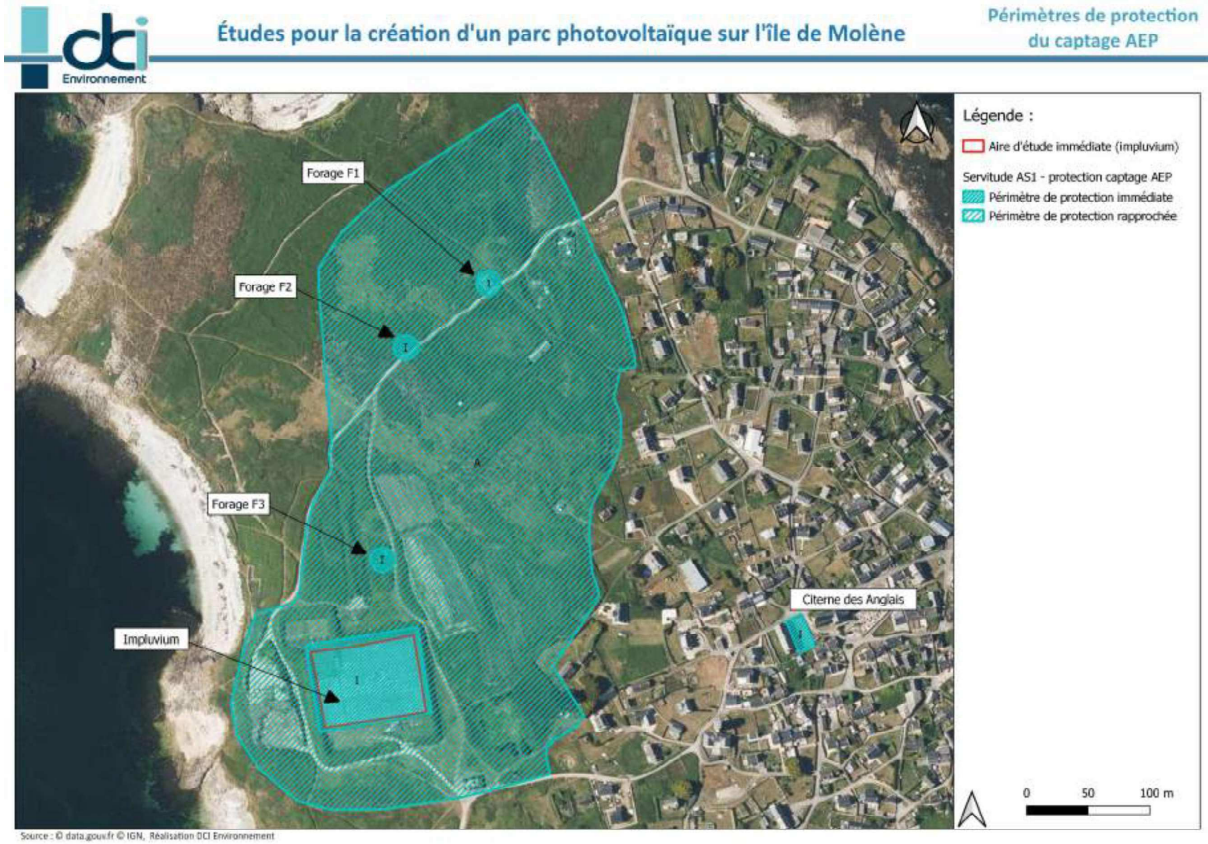 dci
Environnement
Études pour la création d'un parc photovoltaïque sur l'île de Molène
Périmètres de protection
du captage AEP
Légende :
Aire d'étude immédiate (impluvium)
Servitude AS1 - protection captage AEP
Périmètre de protection immédiate
Périmètre de protection rapprochée
Forage F1
I
Forage F2
I
A
Forage F3
I
Citerne des Anglais
I
Impluvium
I
0 50 100 m
Source : © data.gouv.fr © IGN, Réalisation DCI Environnement